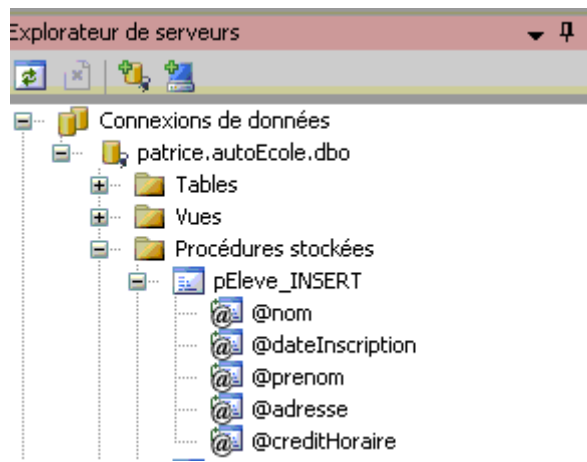 Explorateur de serveurs
Connexions de données
patrice.autoEcole.dbo
Tables
Vues
Procédures stockées
pEleve_INSERT
@nom
@dateInscription
@prenom
@adresse
@creditHoraire